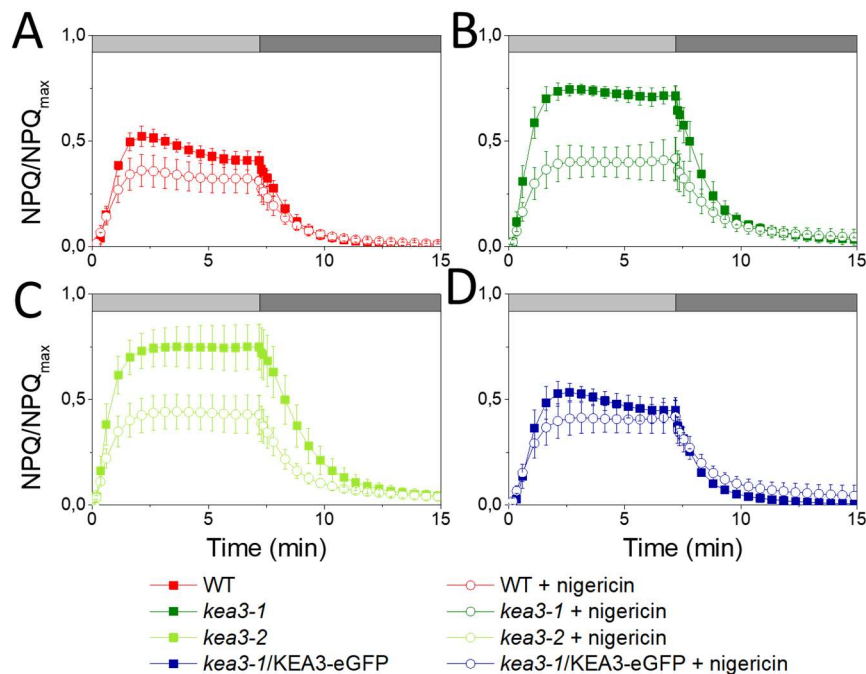 A
B
1,0
1,0
NPQ/NPQmax
0,5
0,5
0,0
0,0
0
5
10
15
0
5
10
15
C
D
1,0
1,0
NPQ/NPQmax
0,5
0,5
0,0
0,0
0
5
10
15
0
5
10
15
Time (min)
Time (min)
WT
WT + nigericin
kea3-1
kea3-1 + nigericin
kea3-2
kea3-2 + nigericin
kea3-1/KEA3-eGFP
kea3-1/KEA3-eGFP + nigericin